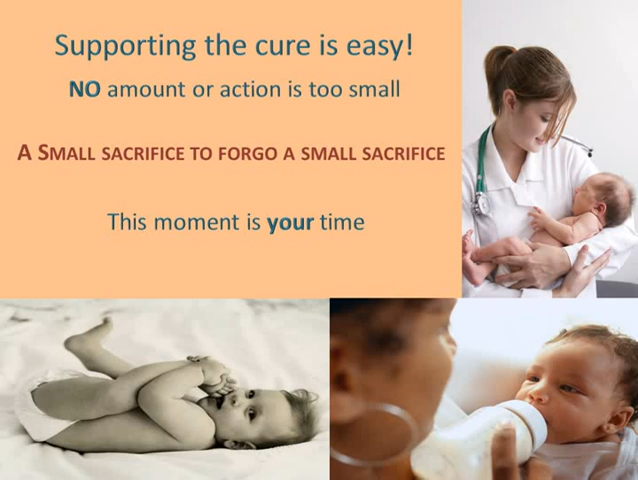 Supporting the cure is easy!
NO amount or action is too small
A SMALL SACRIFICE TO FORGO A SMALL SACRIFICE
This moment is your time